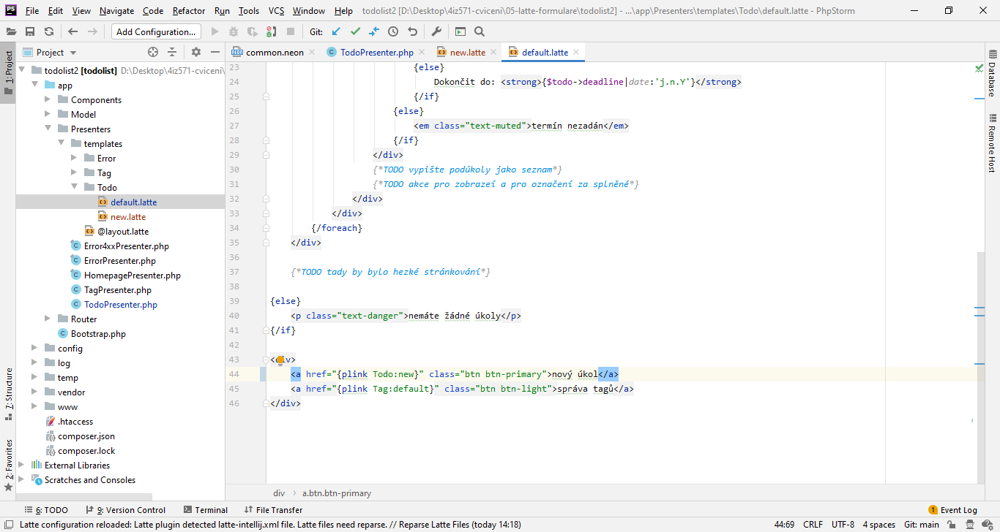 File Edit View Navigate Code Refactor Run Tools VCS Window Help todolist2 [D:\Desktop\4iz571-cviceni\05-latte-formulare\todolist2] - ...\app\Presenters\templates\Todo\default.latte - PhpStorm
Add Configuration... Git:
Project common.neon TodoPresenter.php new.latte default.latte
1: Project
7: Structure
2: Favorites
Database
Remote Host
todolist2 [todolist] D:\Desktop\4iz571-cviceni\
app
Components
Model
Presenters
templates
Error
Tag
Todo
default.latte
new.latte
@layout.latte
Error4xxPresenter.php
ErrorPresenter.php
HomepagePresenter.php
TagPresenter.php
TodoPresenter.php
Router
Bootstrap.php
config
log
temp
vendor
www
.htaccess
composer.json
composer.lock
External Libraries
Scratches and Consoles
23 {else}
24 Dokončit do: <strong>{$todo->deadline|date:'j.n.Y'}</strong>
25 {/if}
26 {else}
27 <em class="text-muted">termín nezadán</em>
28 {/if}
29 </div>
30 {*TODO vypište podúkoly jako seznam*}
31 {*TODO akce pro zobrazeí a pro označení za splněné*}
32 </div>
33 </div>
34 {/foreach}
35 </div>
36
37 {*TODO tady by bylo hezké stránkování*}
38
39 {else}
40 <p class="text-danger">nemáte žádné úkoly</p>
41 {/if}
42
43 <div>
44 <a href="{plink Todo:new}" class="btn btn-primary">nový úkol</a>
45 <a href="{plink Tag:default}" class="btn btn-light">správa tagů</a>
46 </div>
div a.btn.btn-primary
6: TODO 9: Version Control Terminal File Transfer 1 Event Log
Latte configuration reloaded: Latte plugin detected latte-intellij.xml file. Latte files need reparse. // Reparse Latte Files (today 14:18) 44:69 CRLF UTF-8 4 spaces Git: main